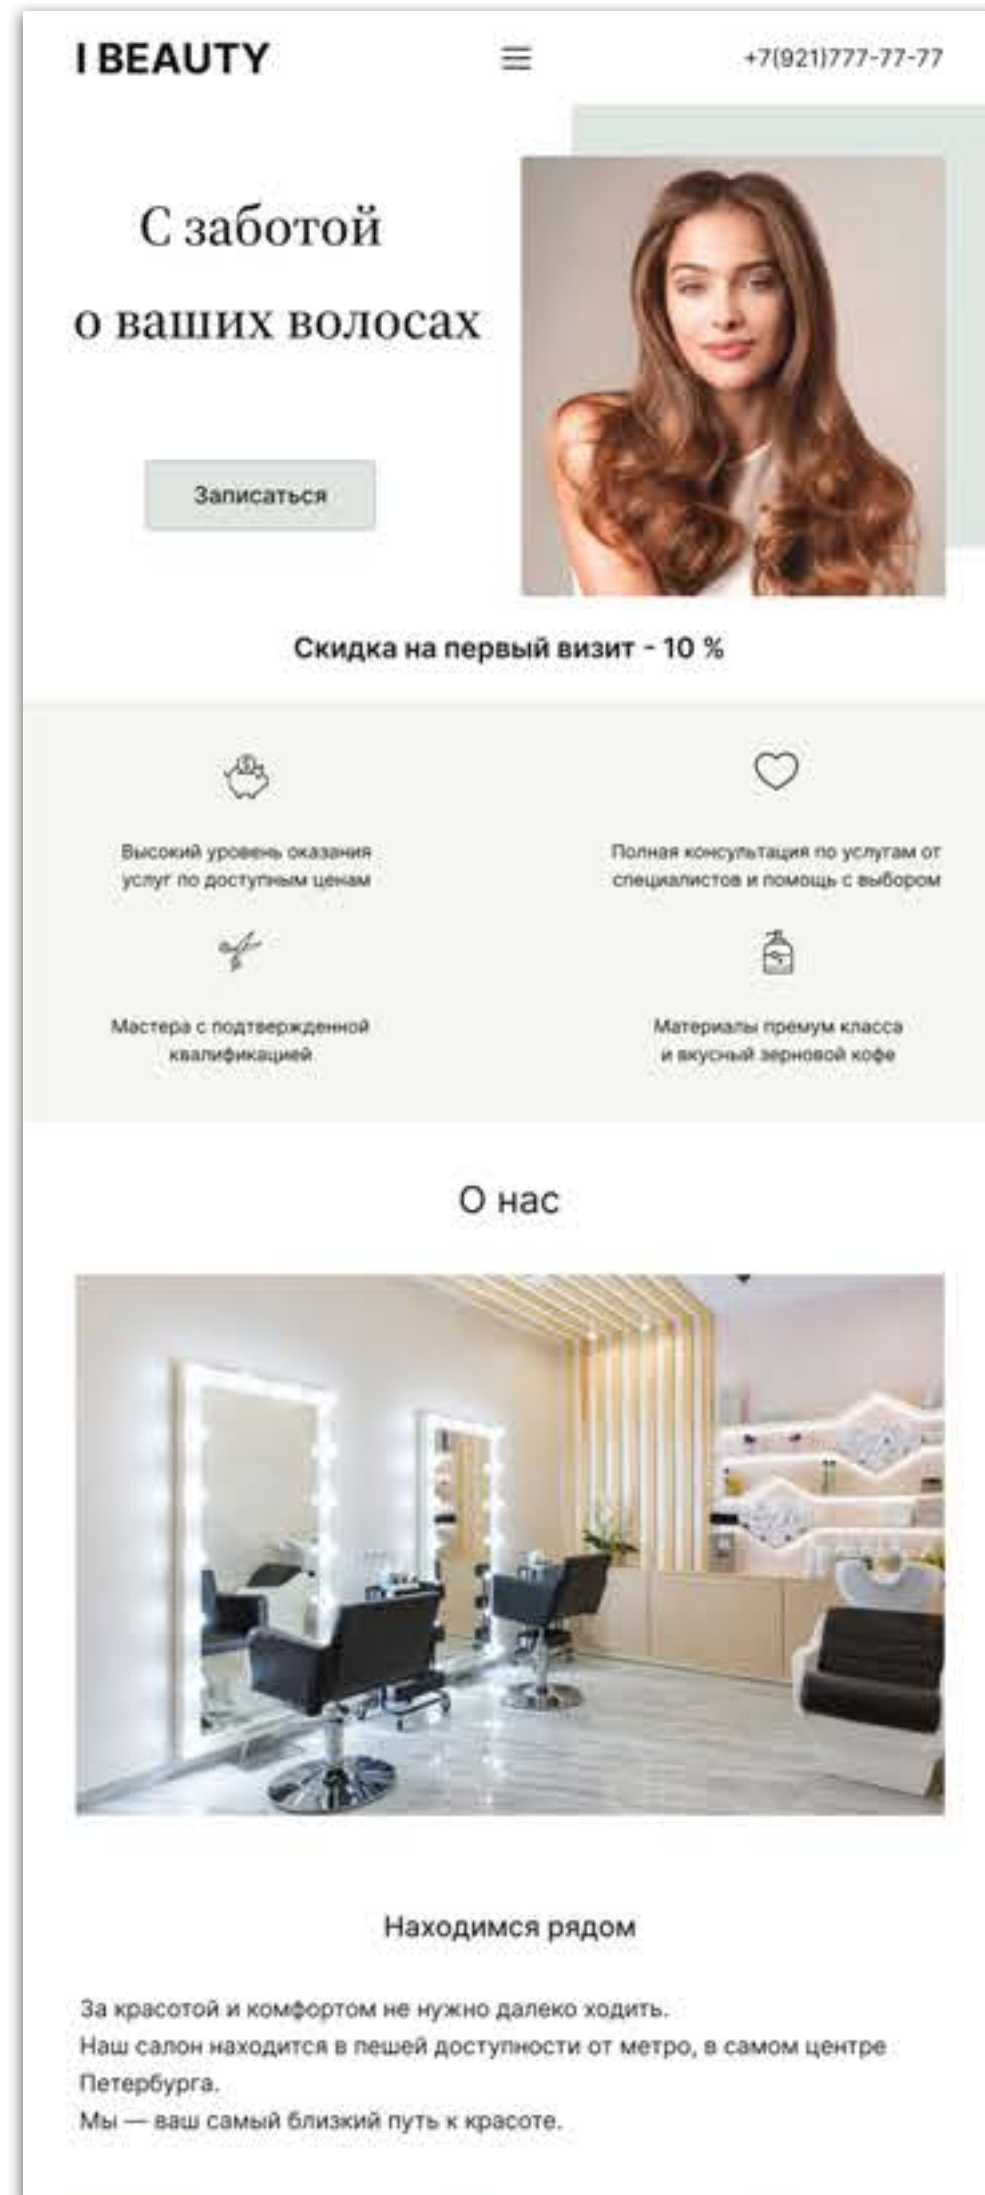 I BEAUTY
+7(921)777-77-77
С заботой
о ваших волосах
Записаться
Скидка на первый визит - 10 %
Высокий уровень оказания
услуг по доступным ценам
Полная консультация по услугам от
специалистов и помощь с выбором
Мастера с подтвержденной
квалификацией
Материалы премум класса
и вкусный зерновой кофе
О нас
Находимся рядом
За красотой и комфортом не нужно далеко ходить.
Наш салон находится в пешей доступности от метро, в самом центре
Петербурга.
Мы — ваш самый близкий путь к красоте.